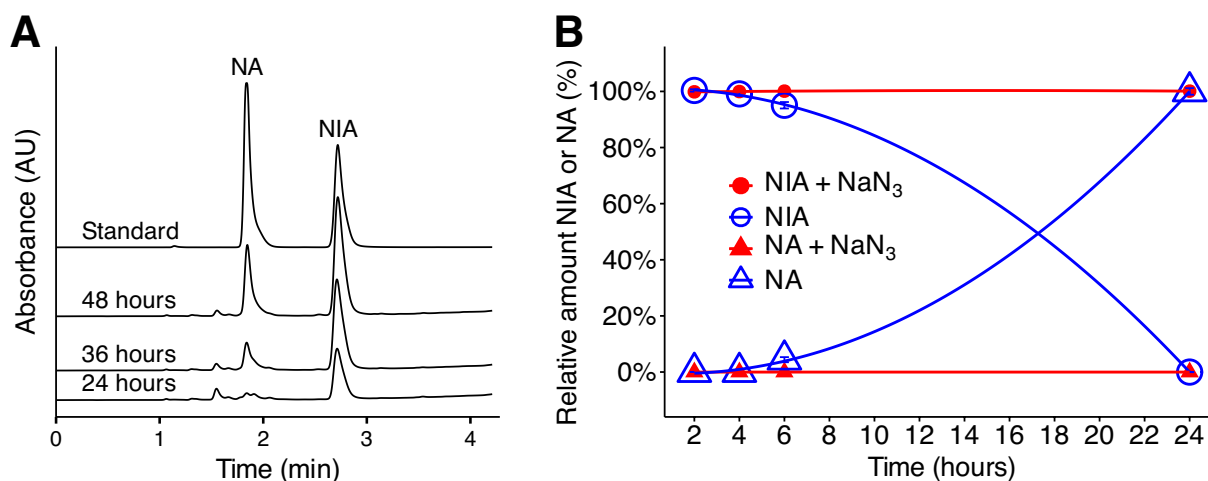 A
NA
NIA
Standard
48 hours
36 hours
24 hours
Absorbance (AU)
0 1 2 3 4
Time (min)
B
Relative amount NIA or NA (%)
100%
80%
60%
40%
20%
0%
NIA + NaN₃
NIA
NA + NaN₃
NA
2 4 6 8 10 12 14 16 18 20 22 24
Time (hours)